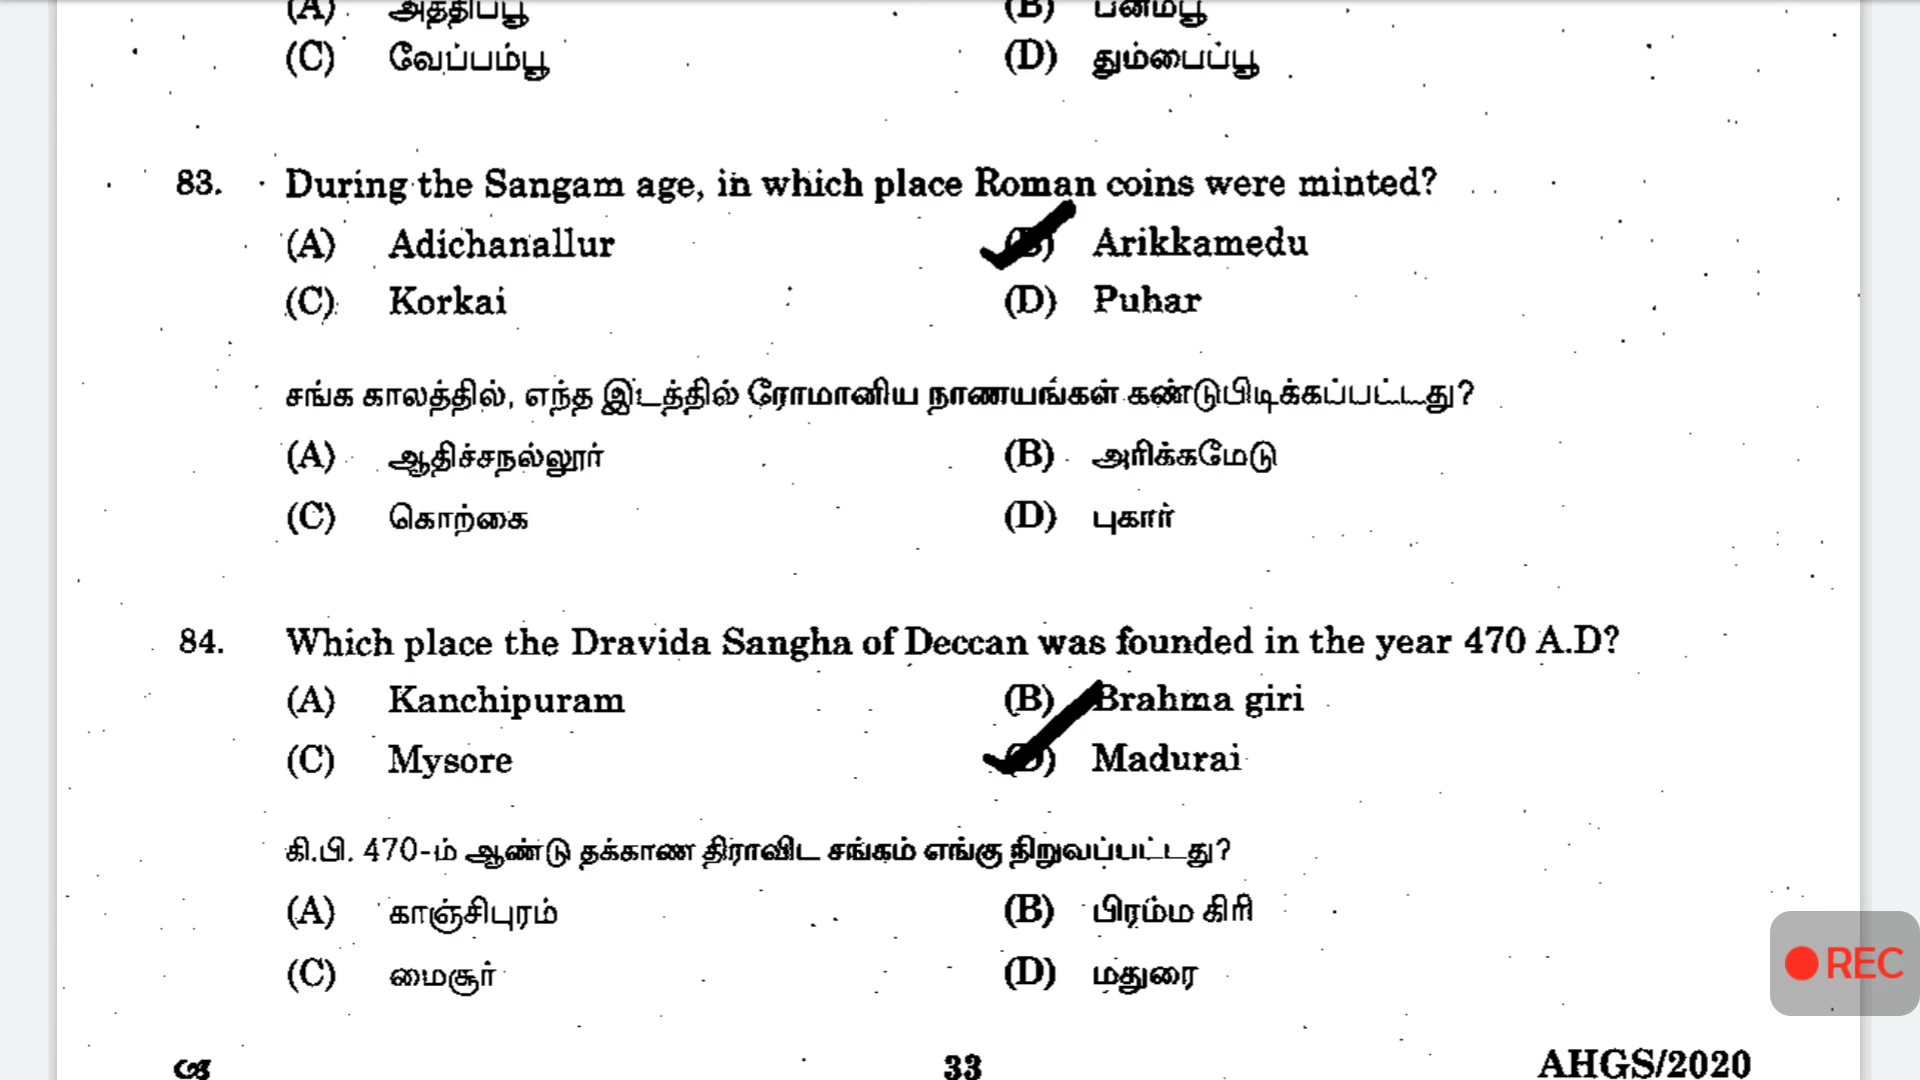 (A) அத்திப்பூ (B) பனம்பூ
(C) வேப்பம்பூ (D) தும்பைப்பூ
83. During the Sangam age, in which place Roman coins were minted?
(A) Adichanallur (B) Arikkamedu
(C) Korkai (D) Puhar
சங்க காலத்தில், எந்த இடத்தில் ரோமானிய நாணயங்கள் கண்டுபிடிக்கப்பட்டது?
(A) ஆதிச்சநல்லூர் (B) அரிக்கமேடு
(C) கொற்கை (D) புகார்
84. Which place the Dravida Sangha of Deccan was founded in the year 470 A.D?
(A) Kanchipuram (B) Brahma giri
(C) Mysore (D) Madurai
கி.பி. 470-ம் ஆண்டு தக்காண திராவிட சங்கம் எங்கு நிறுவப்பட்டது?
(A) காஞ்சிபுரம் (B) பிரம்ம கிரி
(C) மைசூர் (D) மதுரை
33 AHGS/2020
REC